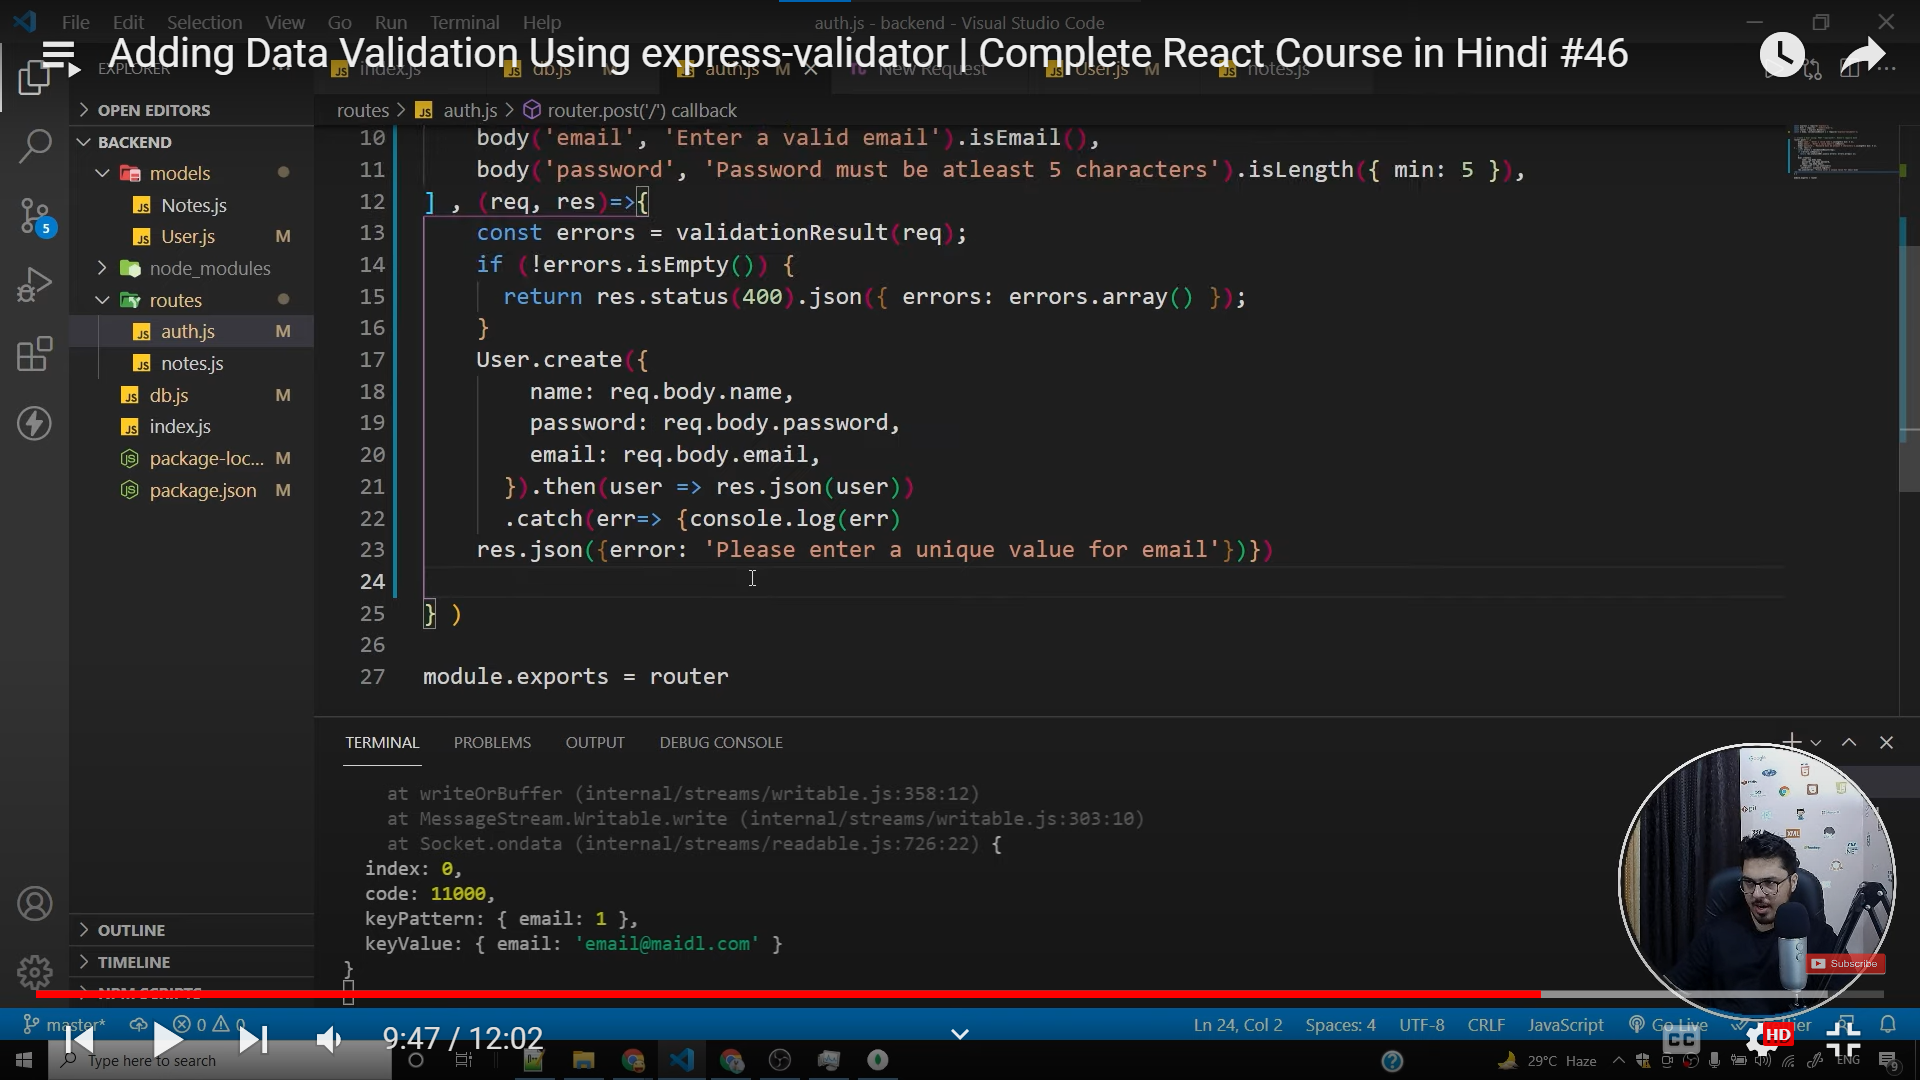 File Edit Selection View Go Run Terminal Help
auth.js - backend - Visual Studio Code
Adding Data Validation Using express-validator | Complete React Course in Hindi #46
EXPLORER
index.js
db.js M
auth.js M
New Request
User.js M
notes.js
OPEN EDITORS
BACKEND
models
Notes.js
User.js M
node_modules
routes
auth.js M
notes.js
db.js M
index.js
package-loc... M
package.json M
OUTLINE
TIMELINE
NPM SCRIPTS
5
routes > auth.js > router.post('/') callback
10 body('email', 'Enter a valid email').isEmail(),
11 body('password', 'Password must be atleast 5 characters').isLength({ min: 5 }),
12 ] , (req, res)=>{
13 const errors = validationResult(req);
14 if (!errors.isEmpty()) {
15 return res.status(400).json({ errors: errors.array() });
16 }
17 User.create({
18 name: req.body.name,
19 password: req.body.password,
20 email: req.body.email,
21 }).then(user => res.json(user))
22 .catch(err=> {console.log(err)
23 res.json({error: 'Please enter a unique value for email'})})
24
25 } )
26
27 module.exports = router
TERMINAL PROBLEMS OUTPUT DEBUG CONSOLE
at writeOrBuffer (internal/streams/writable.js:358:12)
at MessageStream.Writable.write (internal/streams/writable.js:303:10)
at Socket.ondata (internal/streams/readable.js:726:22) {
index: 0,
code: 11000,
keyPattern: { email: 1 },
keyValue: { email: 'email@maidl.com' }
}
Subscribe
master* 0 0
Ln 24, Col 2 Spaces: 4 UTF-8 CRLF JavaScript Go Live
9:47 / 12:02
CC HD
Type here to search
29°C Haze ENG